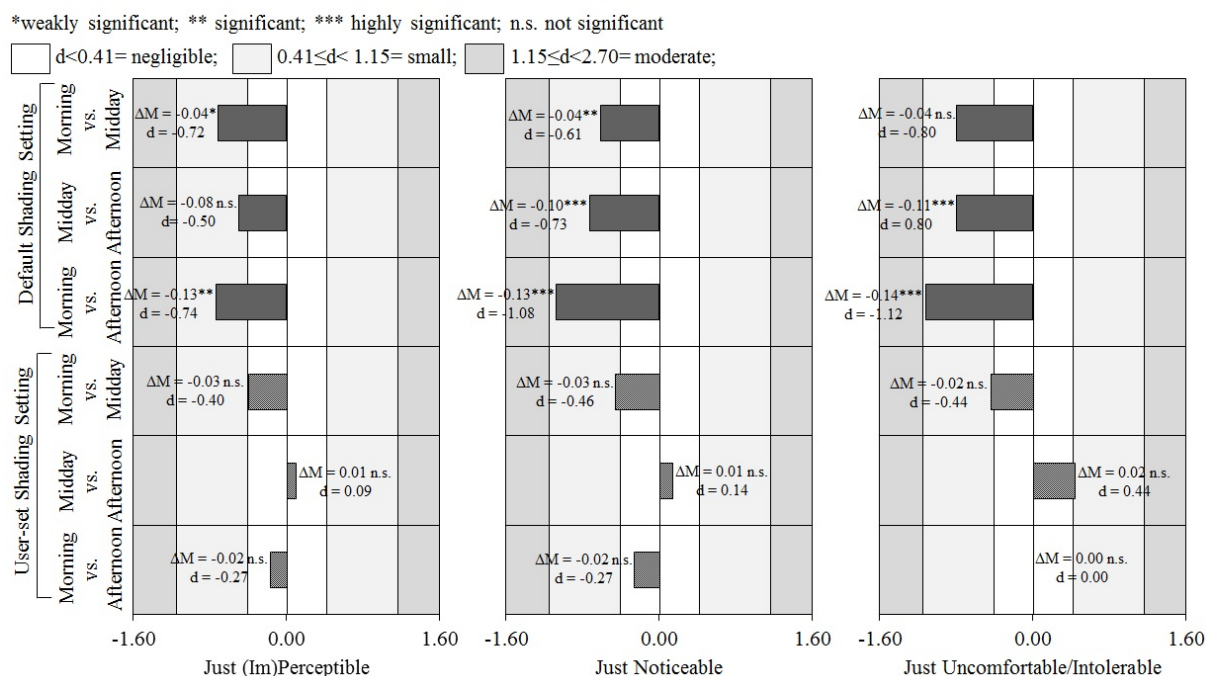 *weakly significant; ** significant; *** highly significant; n.s. not significant
d<0.41= negligible; 0.41≤d< 1.15= small; 1.15≤d<2.70= moderate;
Default Shading Setting
Morning vs. Midday
ΔM = -0.04*
d = -0.72
ΔM = -0.04**
d = -0.61
ΔM = -0.04 n.s.
d = -0.80
Midday vs. Afternoon
ΔM = -0.08 n.s.
d= -0.50
ΔM = -0.10***
d = -0.73
ΔM = -0.11***
d = 0.80
Morning vs. Afternoon
ΔM = -0.13**
d = -0.74
ΔM = -0.13***
d = -1.08
ΔM = -0.14***
d = -1.12
User-set Shading Setting
Morning vs. Midday
ΔM = -0.03 n.s.
d = -0.40
ΔM = -0.03 n.s.
d = -0.46
ΔM = -0.02 n.s.
d = -0.44
Midday vs. Afternoon
ΔM = 0.01 n.s.
d = 0.09
ΔM = 0.01 n.s.
d = 0.14
ΔM = 0.02 n.s.
d = 0.44
Morning vs. Afternoon
ΔM = -0.02 n.s.
d = -0.27
ΔM = -0.02 n.s.
d = -0.27
ΔM = 0.00 n.s.
d = 0.00
-1.60 0.00 1.60
Just (Im)Perceptible
-1.60 0.00 1.60
Just Noticeable
-1.60 0.00 1.60
Just Uncomfortable/Intolerable